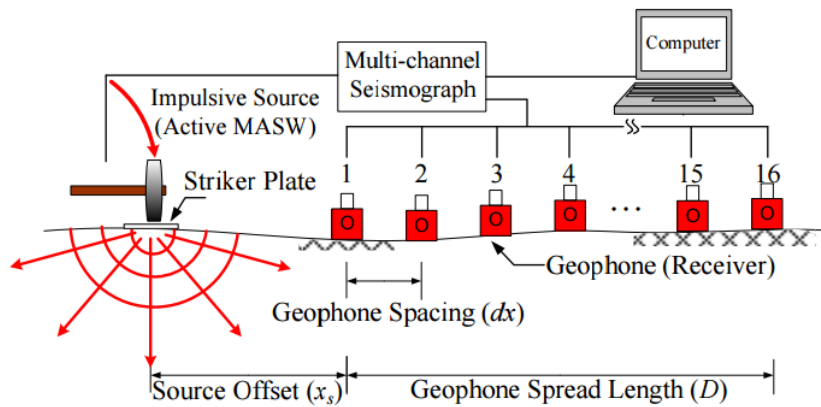 Computer
Multi-channel
Seismograph
Impulsive Source
(Active MASW)
Striker Plate
1 2 3 4 15 16
O O O O ... O O
Geophone (Receiver)
Geophone Spacing (dx)
Source Offset (xₛ)
Geophone Spread Length (D)